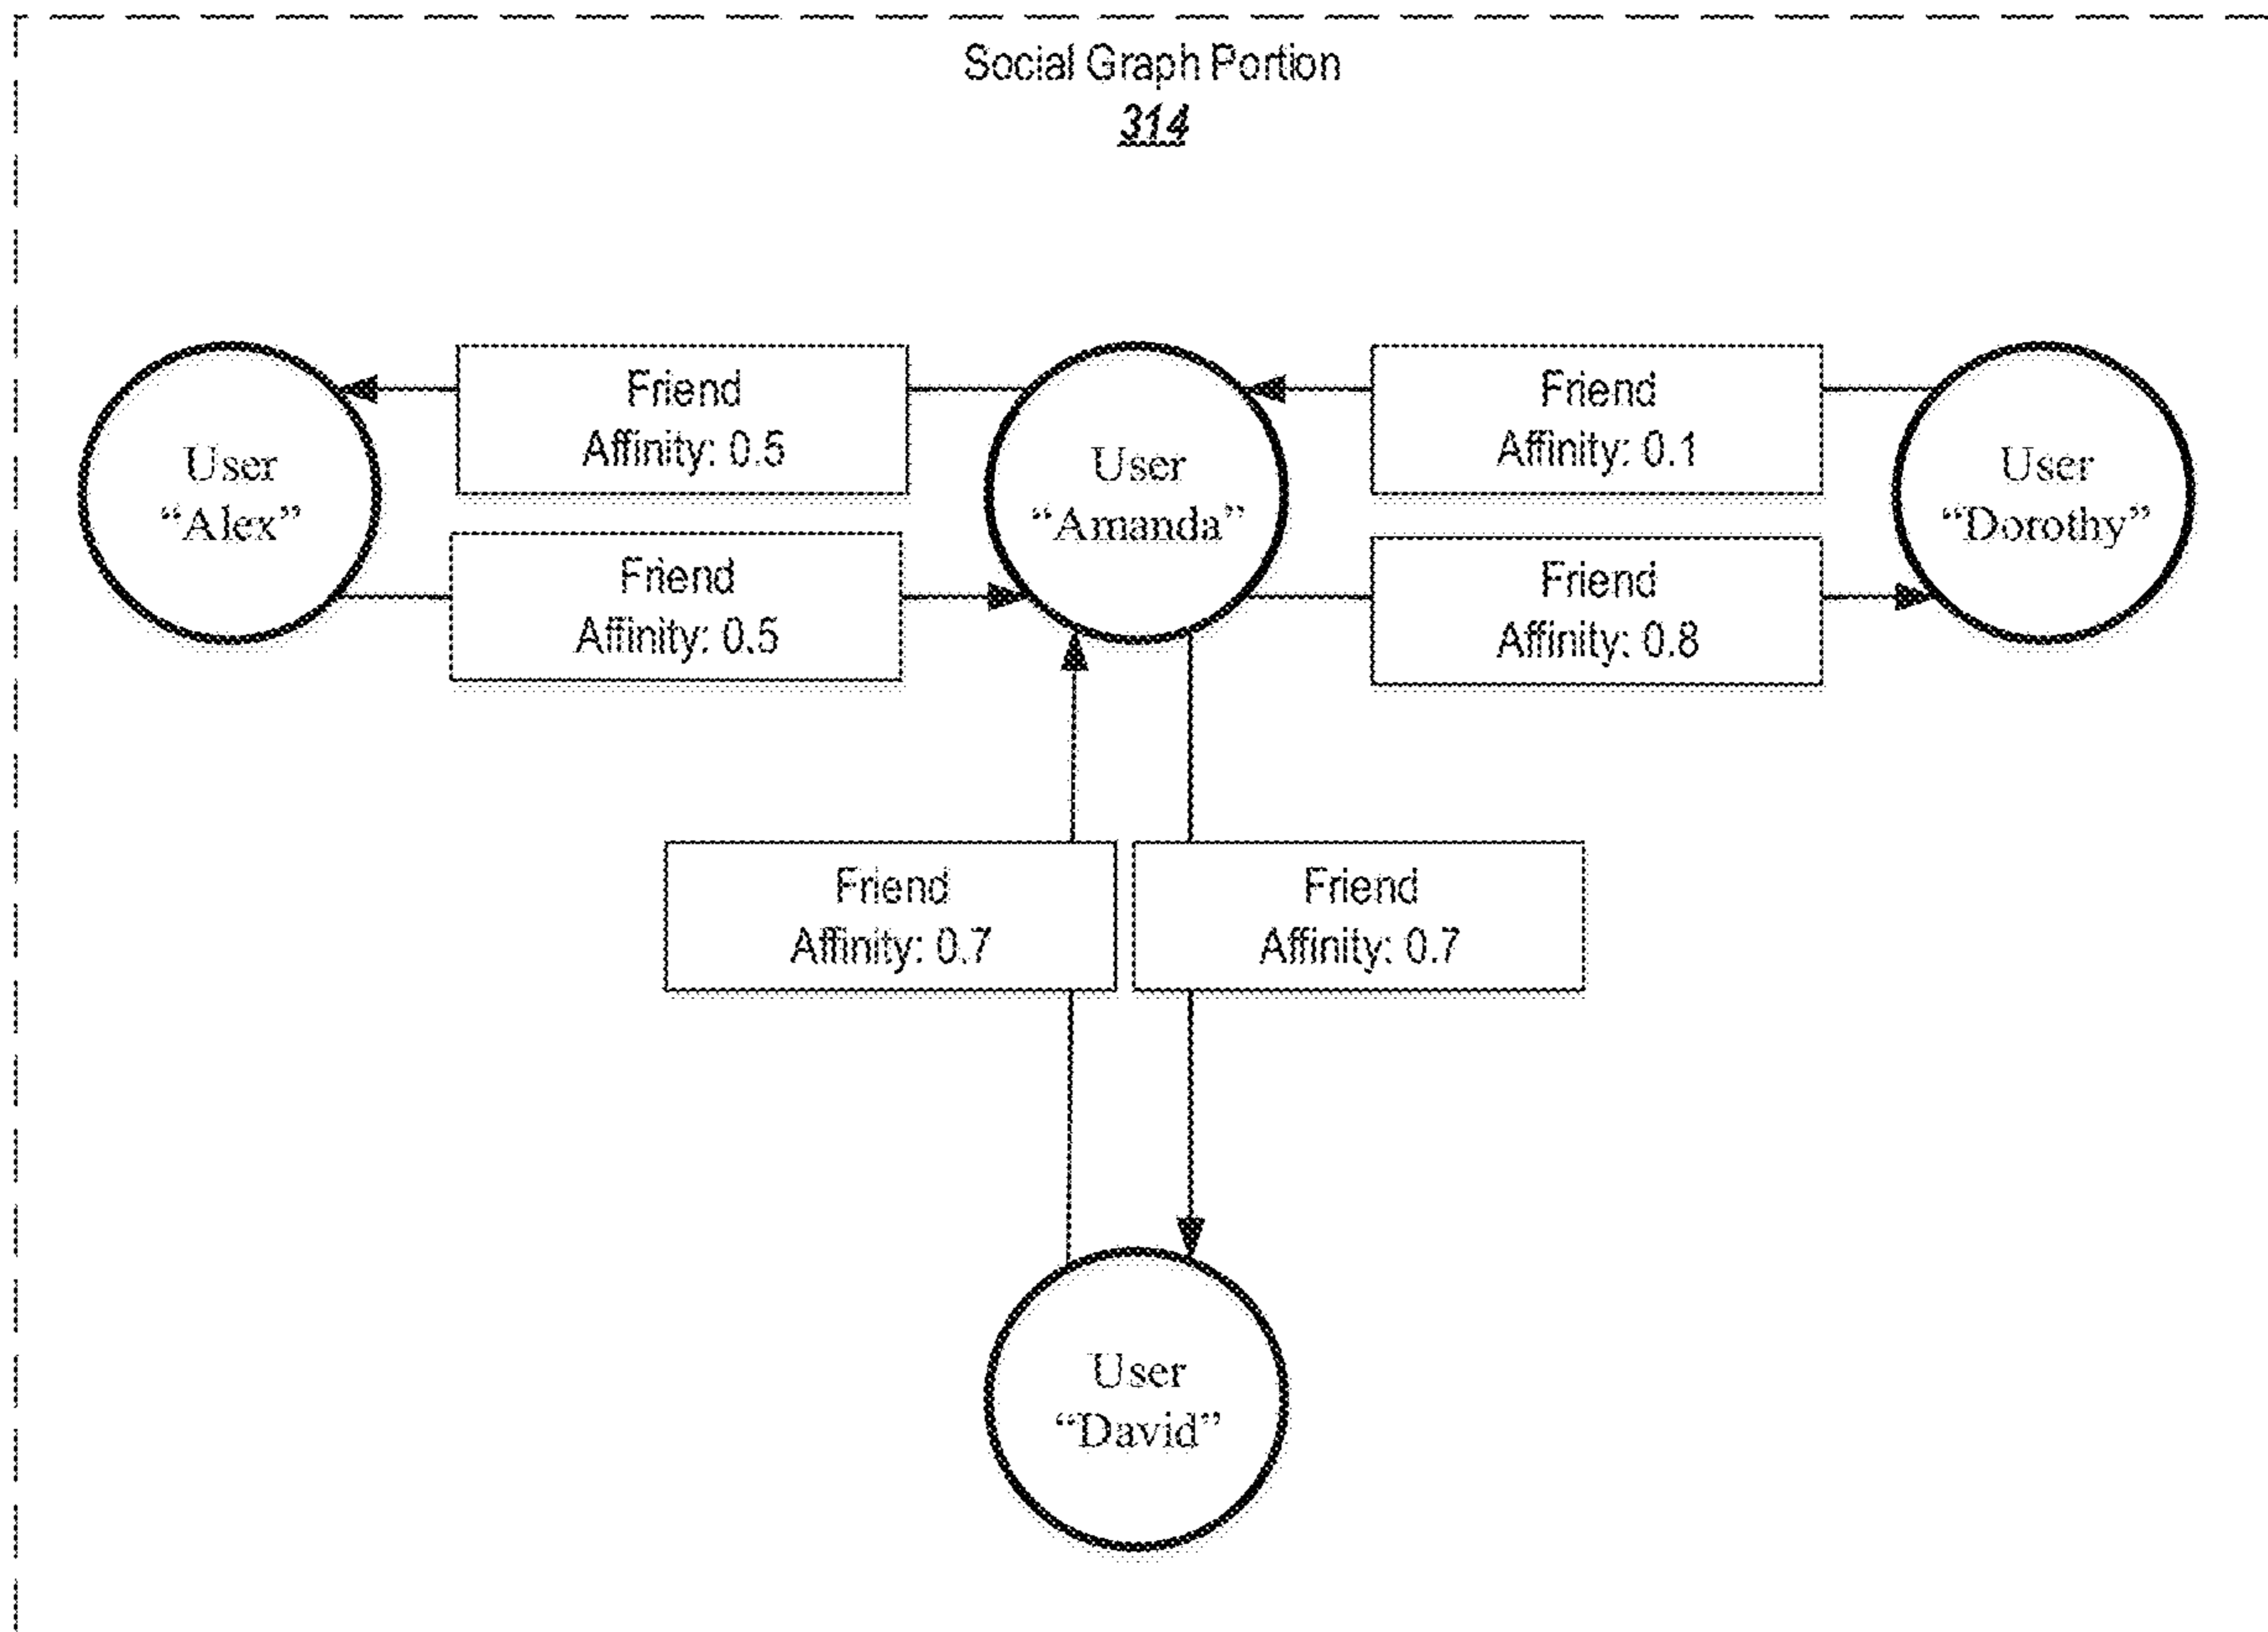 Social Graph Portion
314
User
“Alex”
Friend
Affinity: 0.5
Friend
Affinity: 0.5
User
“Amanda”
Friend
Affinity: 0.1
Friend
Affinity: 0.8
User
“Dorothy”
Friend
Affinity: 0.7
Friend
Affinity: 0.7
User
“David”